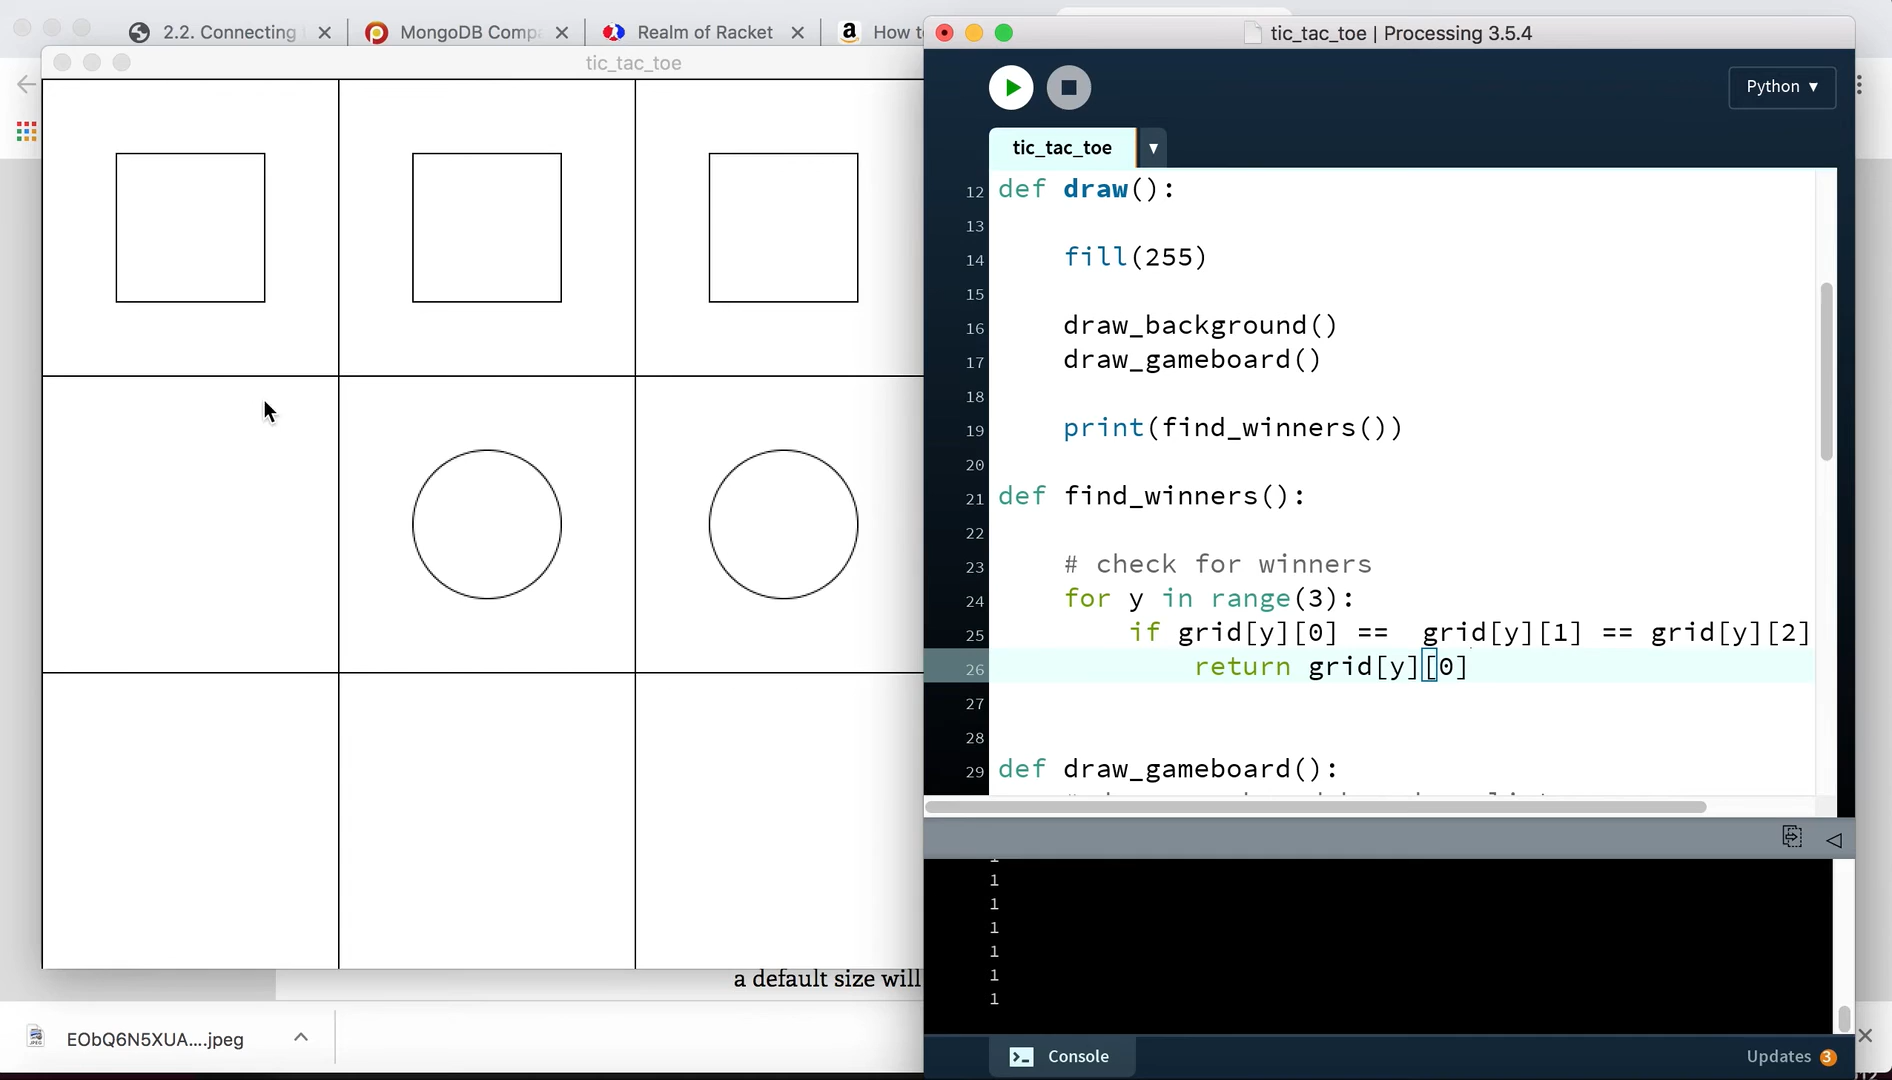 2.2. Connecting
MongoDB Comp
Realm of Racket
How t
tic_tac_toe
tic_tac_toe | Processing 3.5.4
Python ▾
tic_tac_toe
12 def draw():
13
14 fill(255)
15
16 draw_background()
17 draw_gameboard()
18
19 print(find_winners())
20
21 def find_winners():
22
23 # check for winners
24 for y in range(3):
25 if grid[y][0] ==  grid[y][1] == grid[y][2]
26 return grid[y][0]
27
28
29 def draw_gameboard():
1
1
1
1
1
1
Console
Updates 3
a default size will
EObQ6N5XUA....jpeg